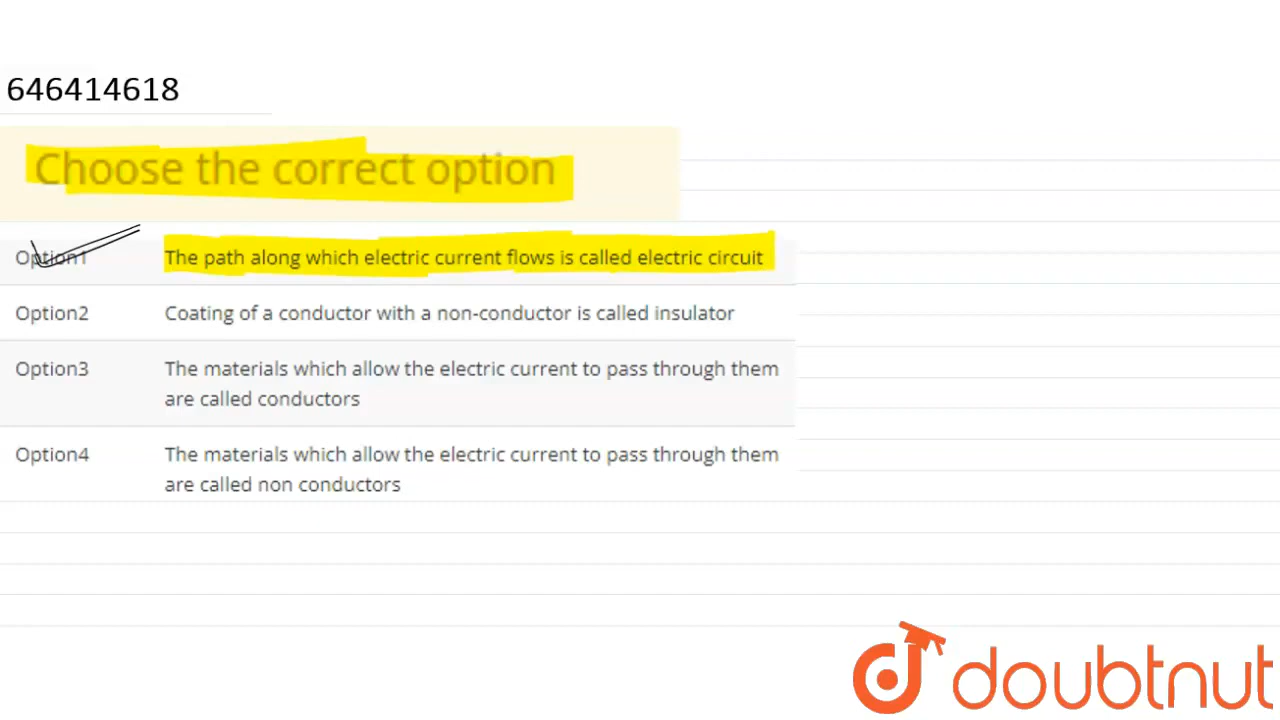 646414618
Choose the correct option
Option1 The path along which electric current flows is called electric circuit
Option2 Coating of a conductor with a non-conductor is called insulator
Option3 The materials which allow the electric current to pass through them
are called conductors
Option4 The materials which allow the electric current to pass through them
are called non conductors
doubtnut